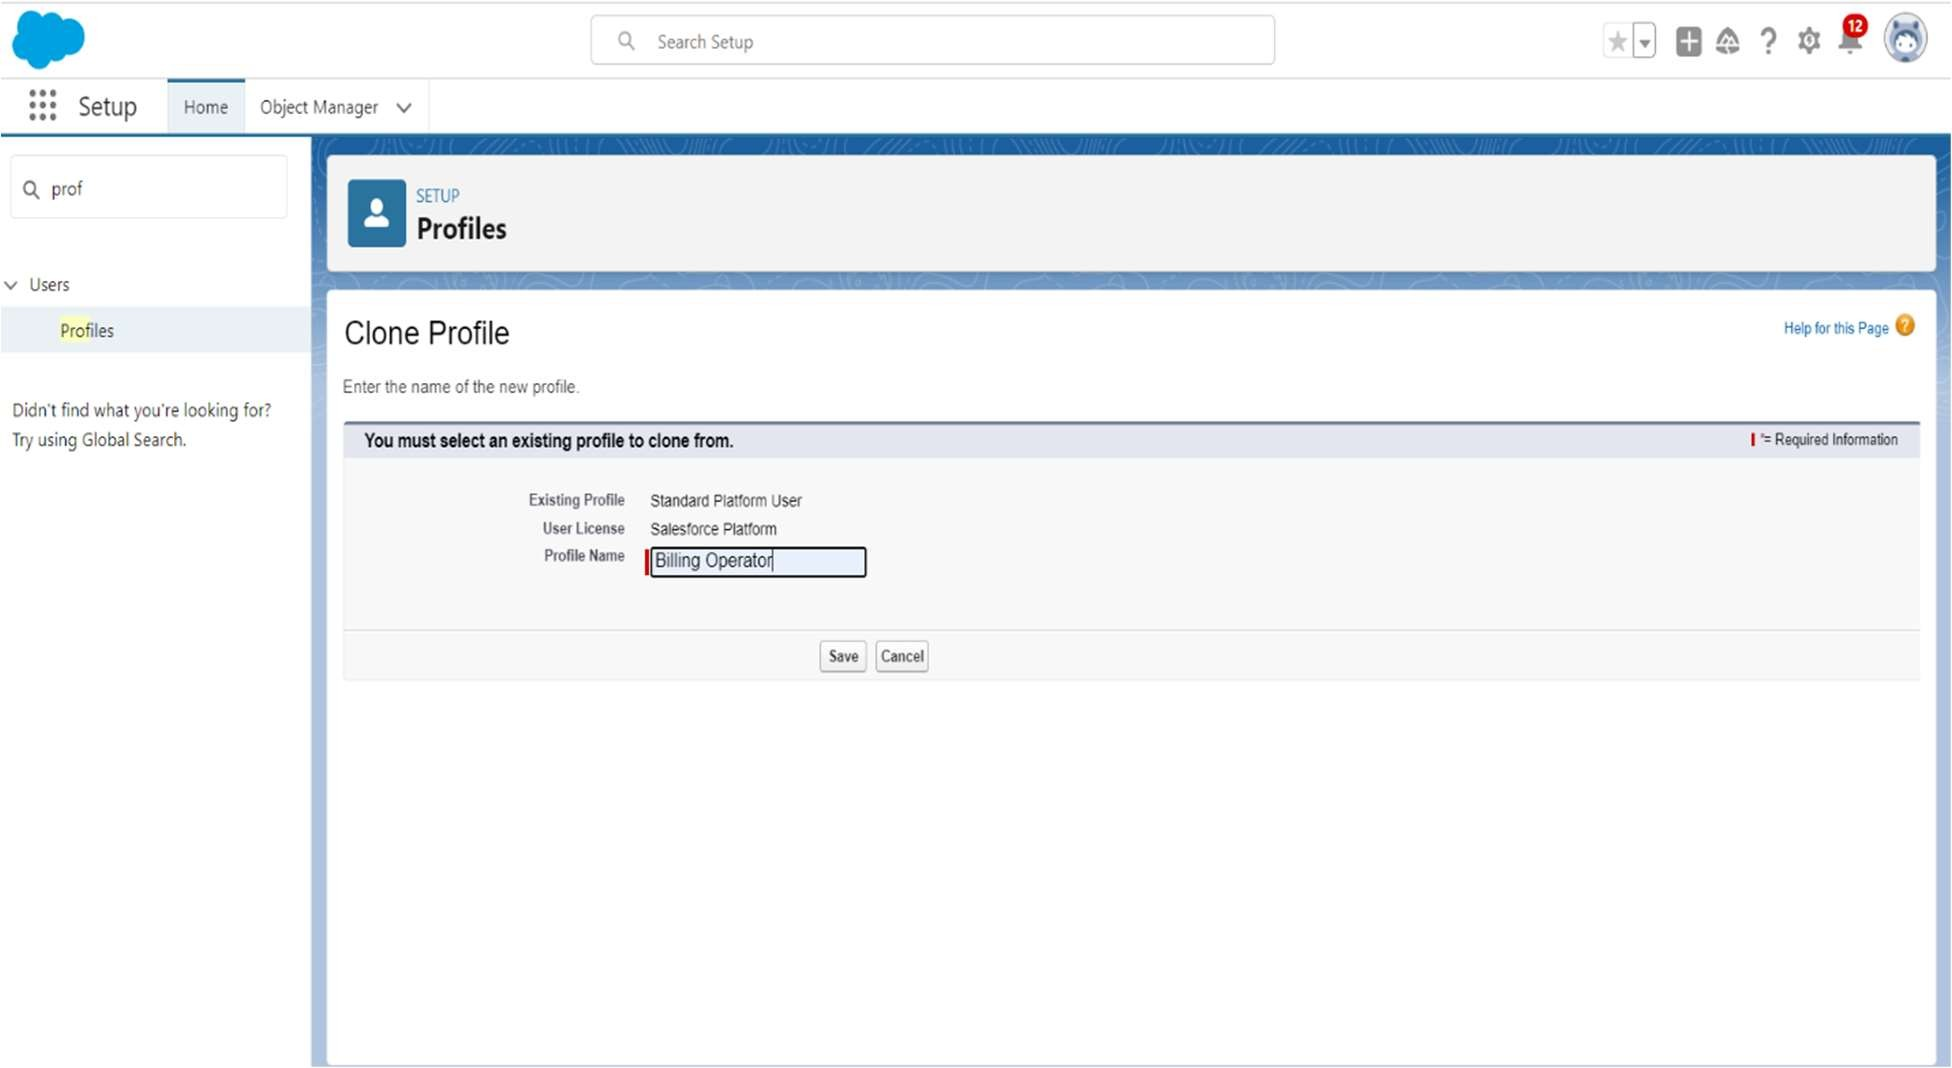 Search Setup
12
Setup
Home
Object Manager
prof
Users
Profiles
Didn't find what you're looking for?
Try using Global Search.
SETUP
Profiles
Clone Profile
Help for this Page ?
Enter the name of the new profile.
You must select an existing profile to clone from.
= Required Information
Existing Profile Standard Platform User
User License Salesforce Platform
Profile Name Billing Operator
Save Cancel